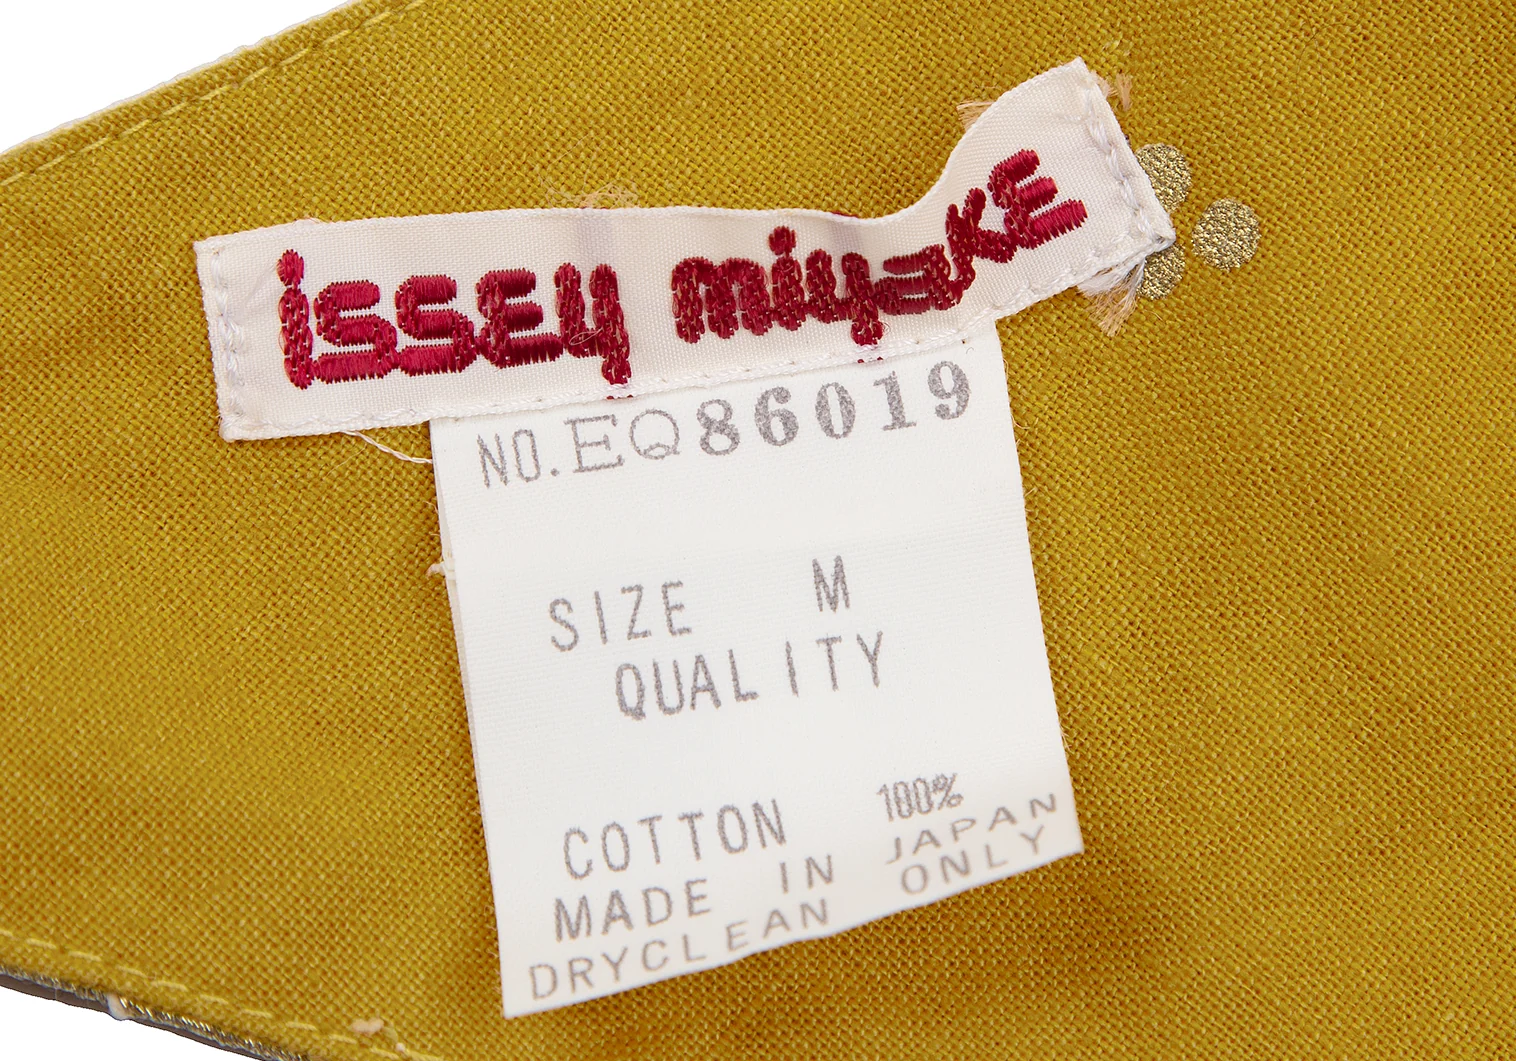 issey miyake
NO.EQ86019
SIZE M
QUALITY
COTTON 100%
MADE IN JAPAN
DRYCLEAN ONLY